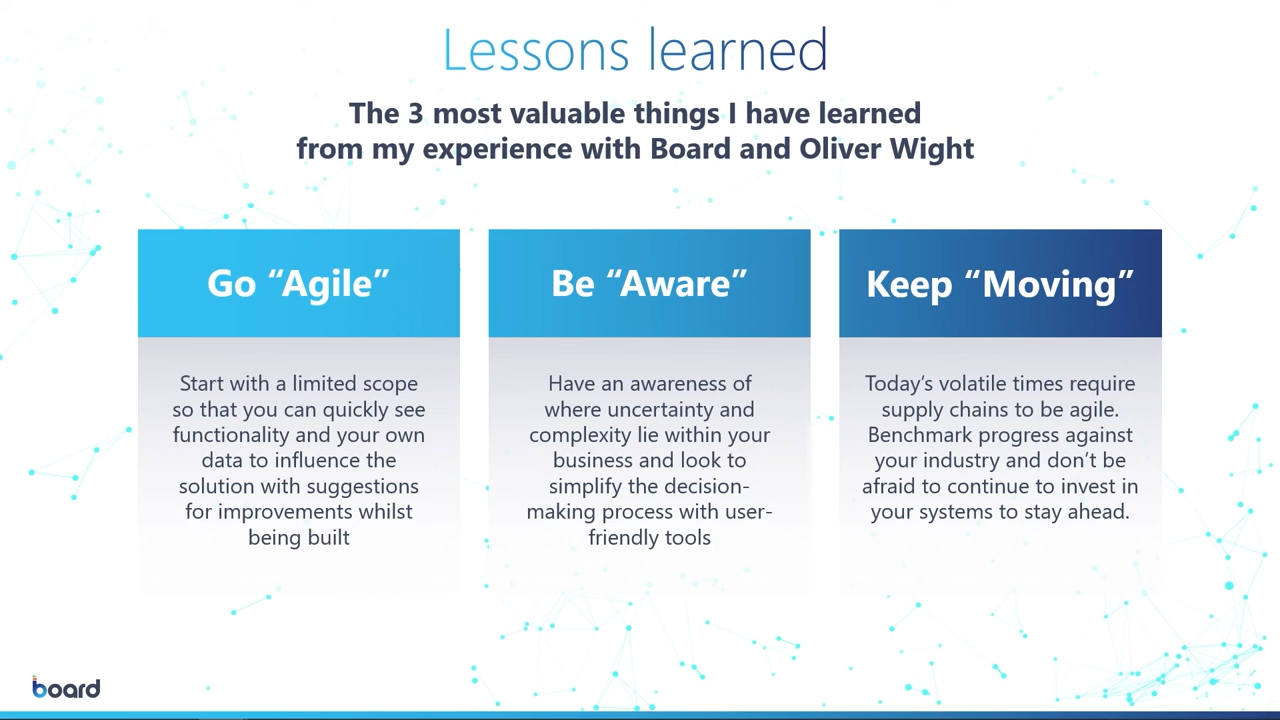 Lessons learned
The 3 most valuable things I have learned
from my experience with Board and Oliver Wight
Go “Agile”
Start with a limited scope
so that you can quickly see
functionality and your own
data to influence the
solution with suggestions
for improvements whilst
being built
Be “Aware”
Have an awareness of
where uncertainty and
complexity lie within your
business and look to
simplify the decision-
making process with user-
friendly tools
Keep “Moving”
Today’s volatile times require
supply chains to be agile.
Benchmark progress against
your industry and don’t be
afraid to continue to invest in
your systems to stay ahead.
board